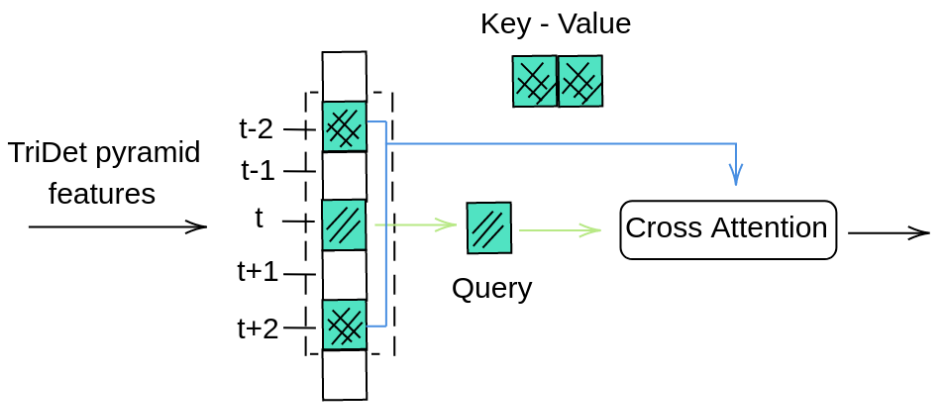 Key - Value
t-2
TriDet pyramid
features
t-1
t
t+1
t+2
Query
Cross Attention